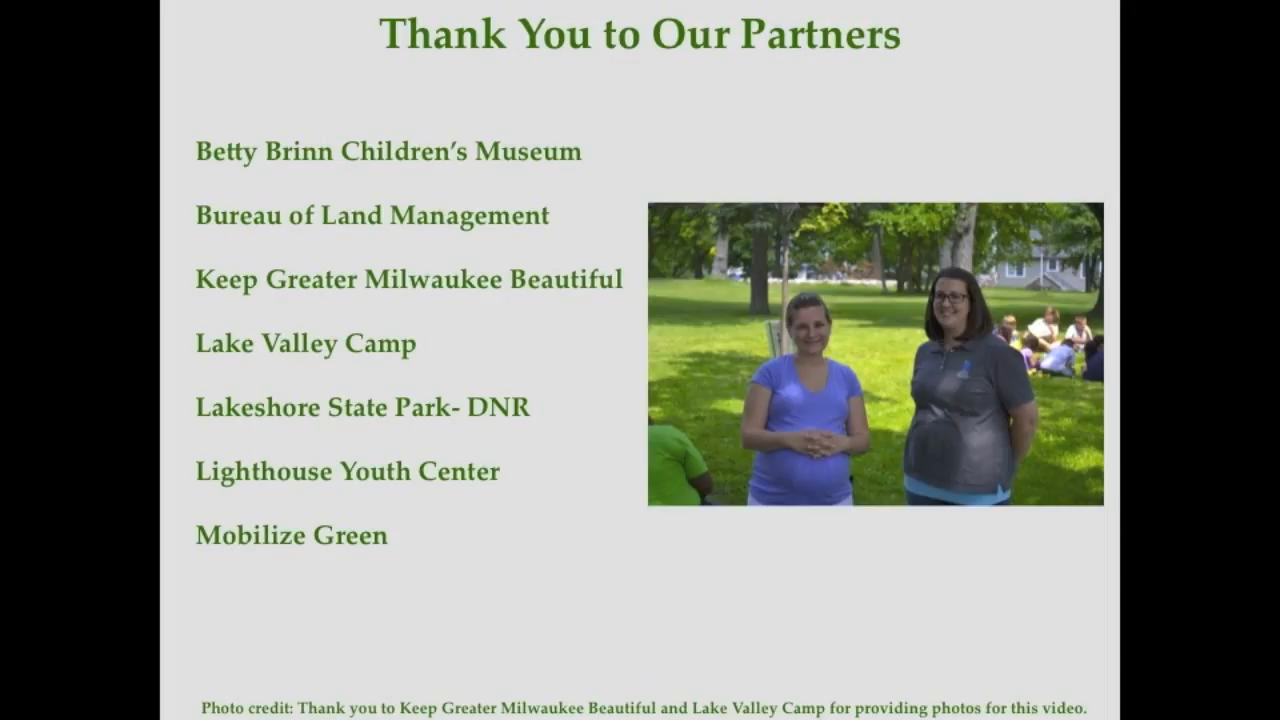 Thank You to Our Partners
Betty Brinn Children's Museum
Bureau of Land Management
Keep Greater Milwaukee Beautiful
Lake Valley Camp
Lakeshore State Park- DNR
Lighthouse Youth Center
Mobilize Green
Photo credit: Thank you to Keep Greater Milwaukee Beautiful and Lake Valley Camp for providing photos for this video.